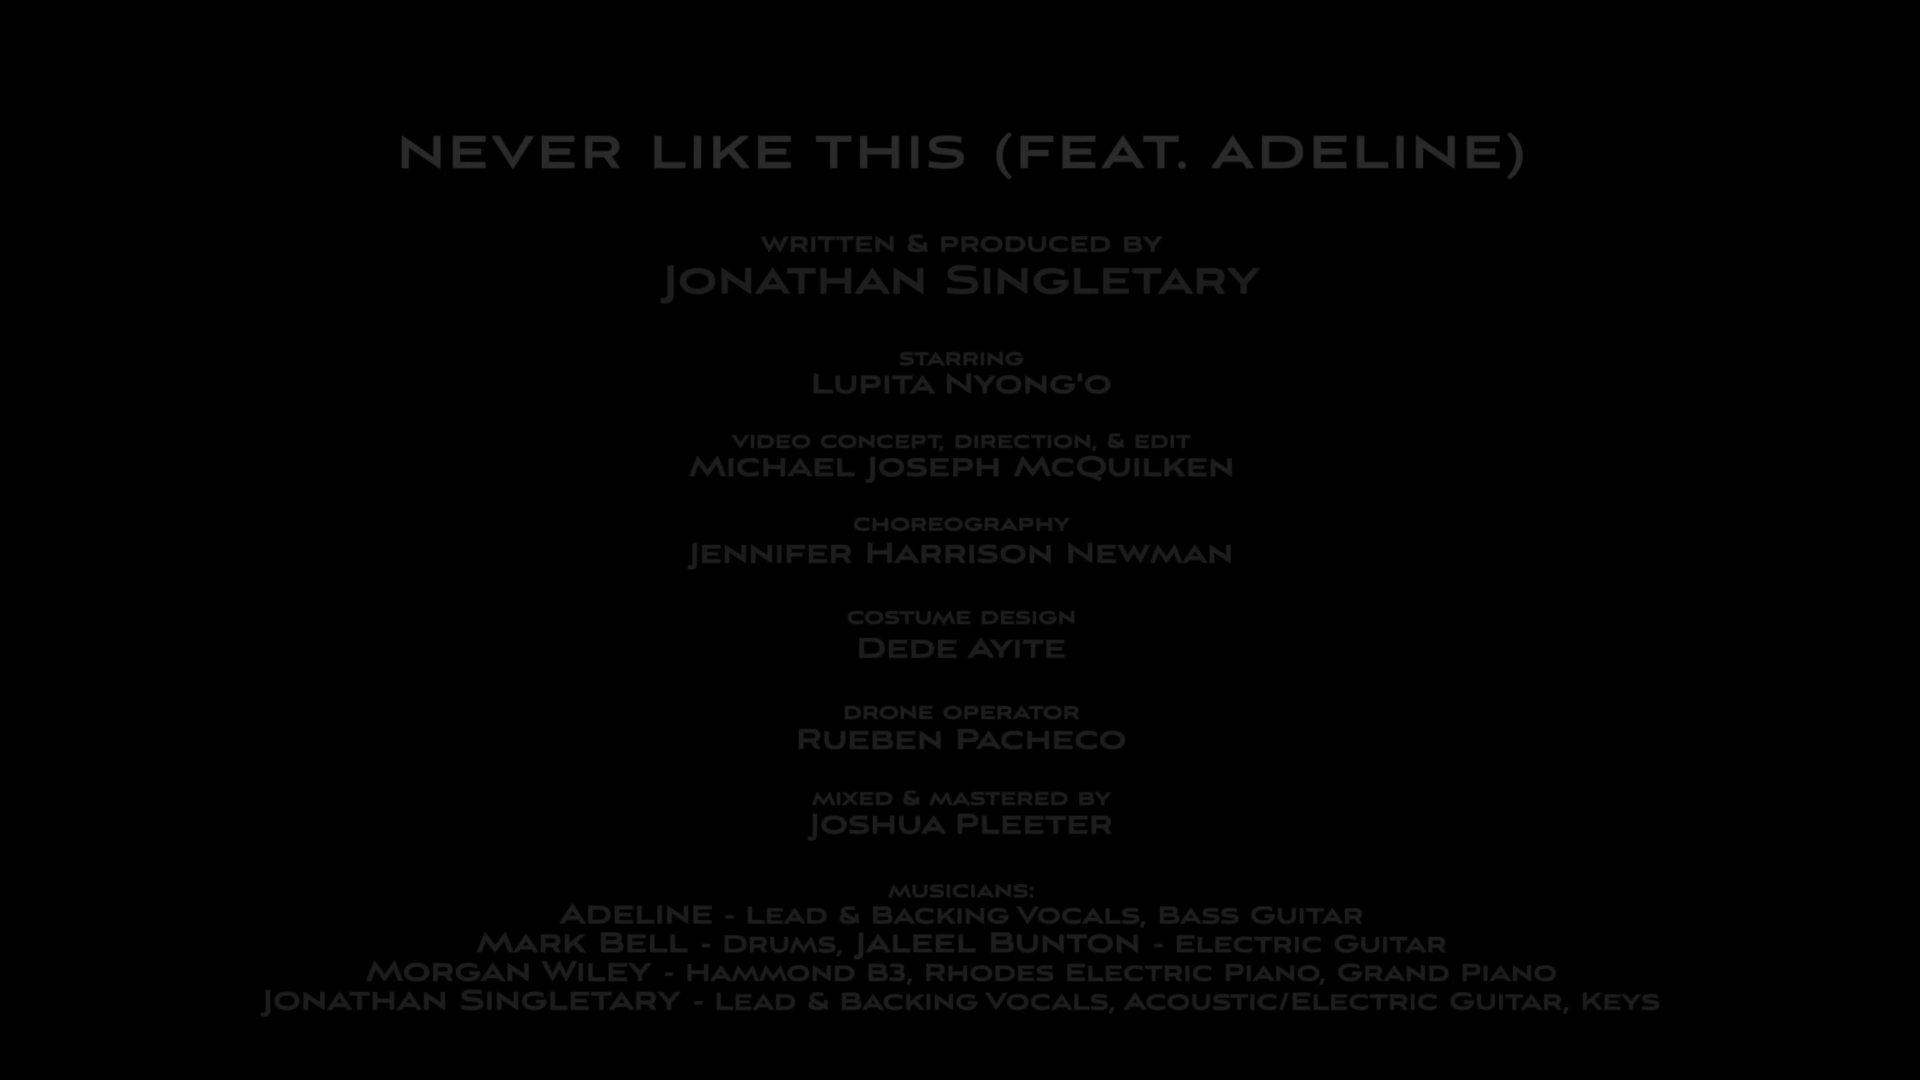 NEVER LIKE THIS (FEAT. ADELINE)
WRITTEN & PRODUCED BY
JONATHAN SINGLETARY
STARRING
LUPITA NYONG'O
VIDEO CONCEPT, DIRECTION, & EDIT
MICHAEL JOSEPH MCQUILKEN
CHOREOGRAPHY
JENNIFER HARRISON NEWMAN
COSTUME DESIGN
DEDE AYITE
DRONE OPERATOR
RUEBEN PACHECO
MIXED & MASTERED BY
JOSHUA PLEETER
MUSICIANS:
ADELINE - LEAD & BACKING VOCALS, BASS GUITAR
MARK BELL - DRUMS, JALEEL BUNTON - ELECTRIC GUITAR
MORGAN WILEY - HAMMOND B3, RHODES ELECTRIC PIANO, GRAND PIANO
JONATHAN SINGLETARY - LEAD & BACKING VOCALS, ACOUSTIC/ELECTRIC GUITAR, KEYS